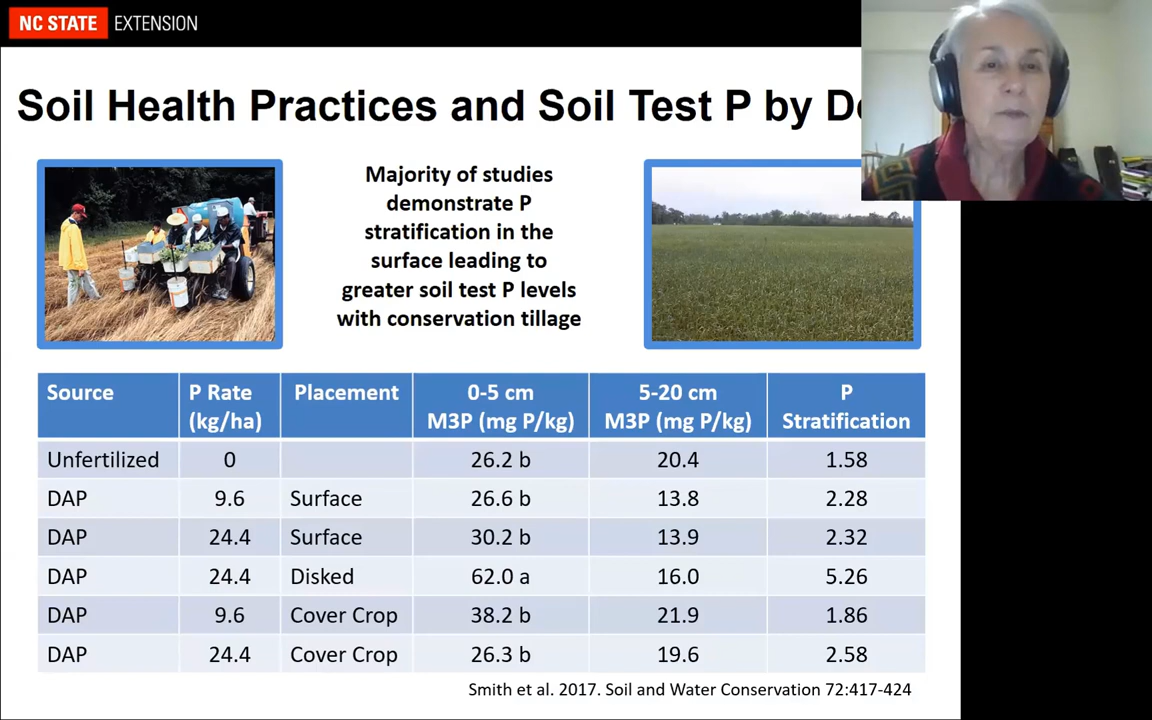 NC STATE EXTENSION
Soil Health Practices and Soil Test P by
Majority of studies
demonstrate P
stratification in the
surface leading to
greater soil test P levels
with conservation tillage
Source P Rate (kg/ha) Placement 0-5 cm M3P (mg P/kg) 5-20 cm M3P (mg P/kg) P Stratification
Unfertilized 0 26.2 b 20.4 1.58
DAP 9.6 Surface 26.6 b 13.8 2.28
DAP 24.4 Surface 30.2 b 13.9 2.32
DAP 24.4 Disked 62.0 a 16.0 5.26
DAP 9.6 Cover Crop 38.2 b 21.9 1.86
DAP 24.4 Cover Crop 26.3 b 19.6 2.58
Smith et al. 2017. Soil and Water Conservation 72:417-424